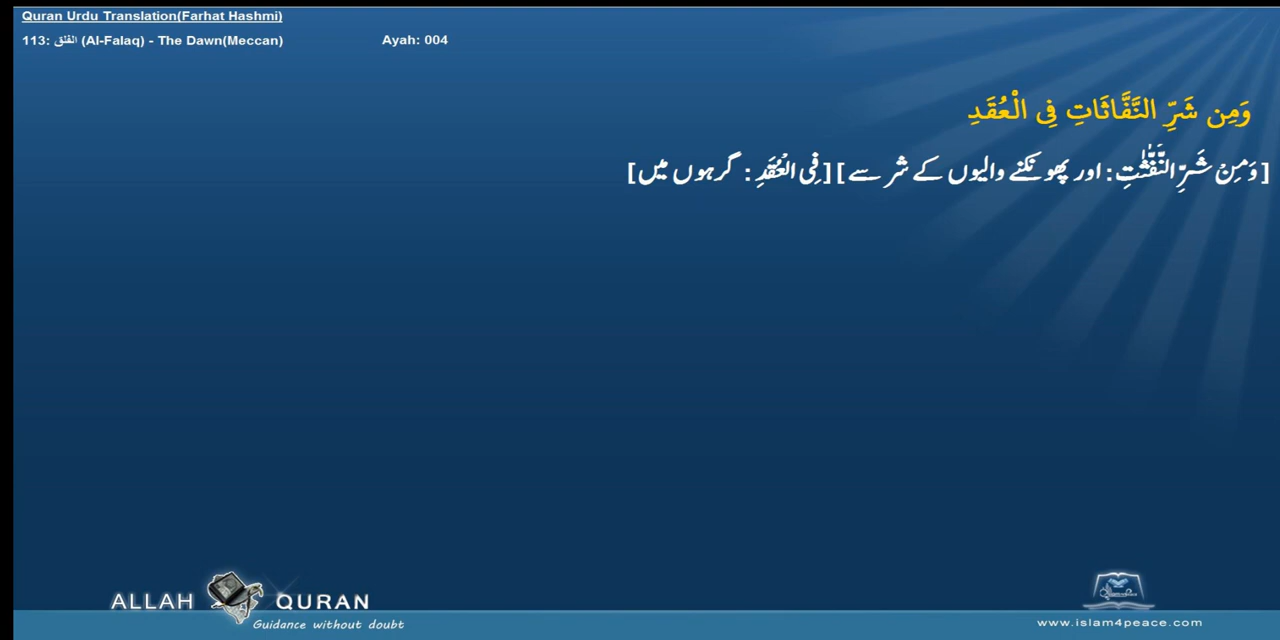 Quran Urdu Translation(Farhat Hashmi)
113: الفلق (Al-Falaq) - The Dawn(Meccan) Ayah: 004
وَمِن شَرِّ النَّفَّاثَاتِ فِي الْعُقَدِ
[وَمِنْ شَرِّ النَّفّٰثٰتِ: اور پھونکنے والیوں کے شر سے] [فِی الْعُقَدِ: گرہوں میں]
ALLAH QURAN
Guidance without doubt
www.islam4peace.com